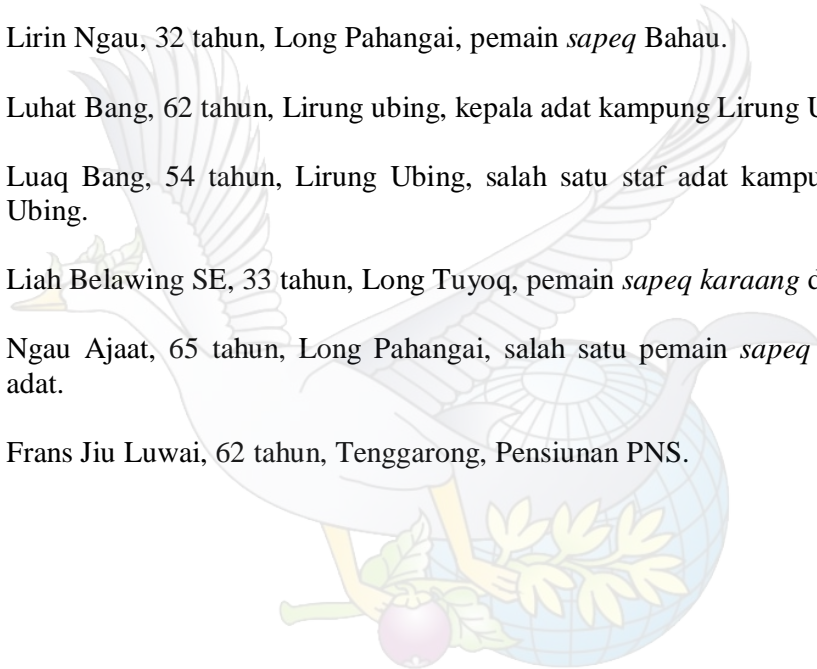 Lirin Ngau, 32 tahun, Long Pahangai, pemain sapeq Bahau.
Luhat Bang, 62 tahun, Lirung ubing, kepala adat kampung Lirung
Luaq Bang, 54 tahun, Lirung Ubing, salah satu staf adat
Ubing.
Liah Belawing SE, 33 tahun, Long Tuyoq, pemain sapeq karaang
Ngau Ajaat, 65 tahun, Long Pahangai, salah satu pemain sapeq
adat.
Frans Jiu Luwai, 62 tahun, Tenggarong, Pensiunan PNS.